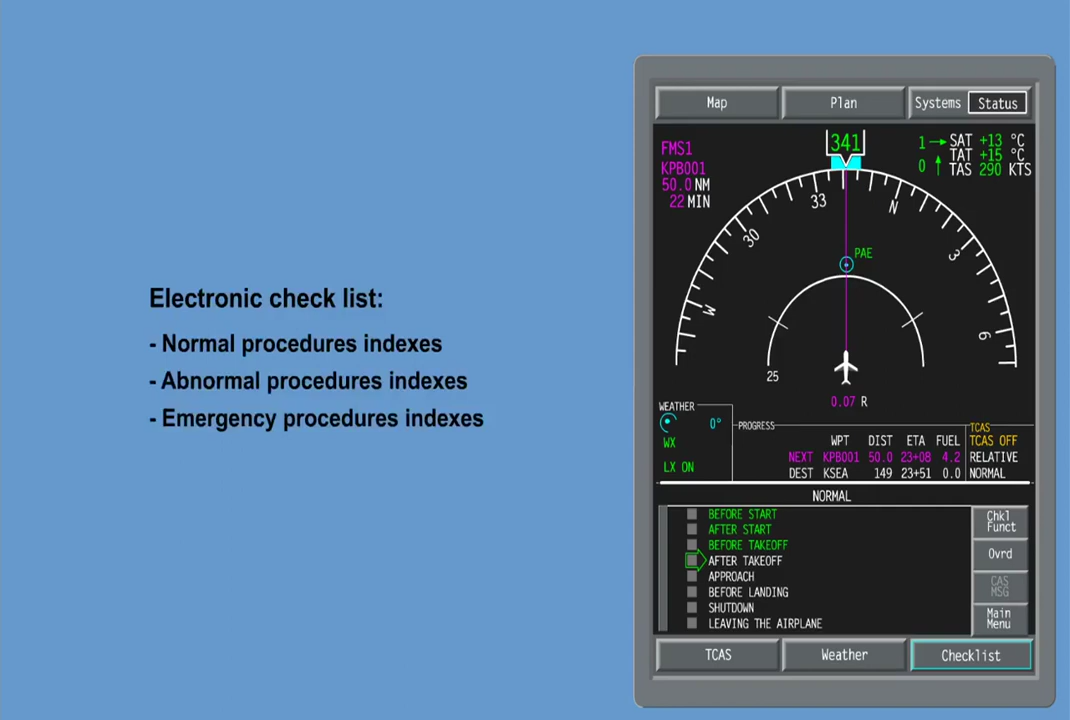 Electronic check list:
- Normal procedures indexes
- Abnormal procedures indexes
- Emergency procedures indexes
Map
Plan
Systems Status
FMS1
KPB001
50.0 NM
22 MIN
341
1 SAT +13 °C
TAT +15 °C
0 TAS 290 KTS
W
30
33
N
3
6
PAE
25
0.07 R
WEATHER
0°
WX
LX ON
PROGRESS
WPT DIST ETA FUEL
NEXT KPB001 50.0 23+08 4.2
DEST KSEA 149 23+51 0.0
TCAS
TCAS OFF
RELATIVE
NORMAL
NORMAL
BEFORE START
AFTER START
BEFORE TAKEOFF
AFTER TAKEOFF
APPROACH
BEFORE LANDING
SHUTDOWN
LEAVING THE AIRPLANE
Chkl
Funct
Ovrd
CAS
MSG
Main
Menu
TCAS
Weather
Checklist